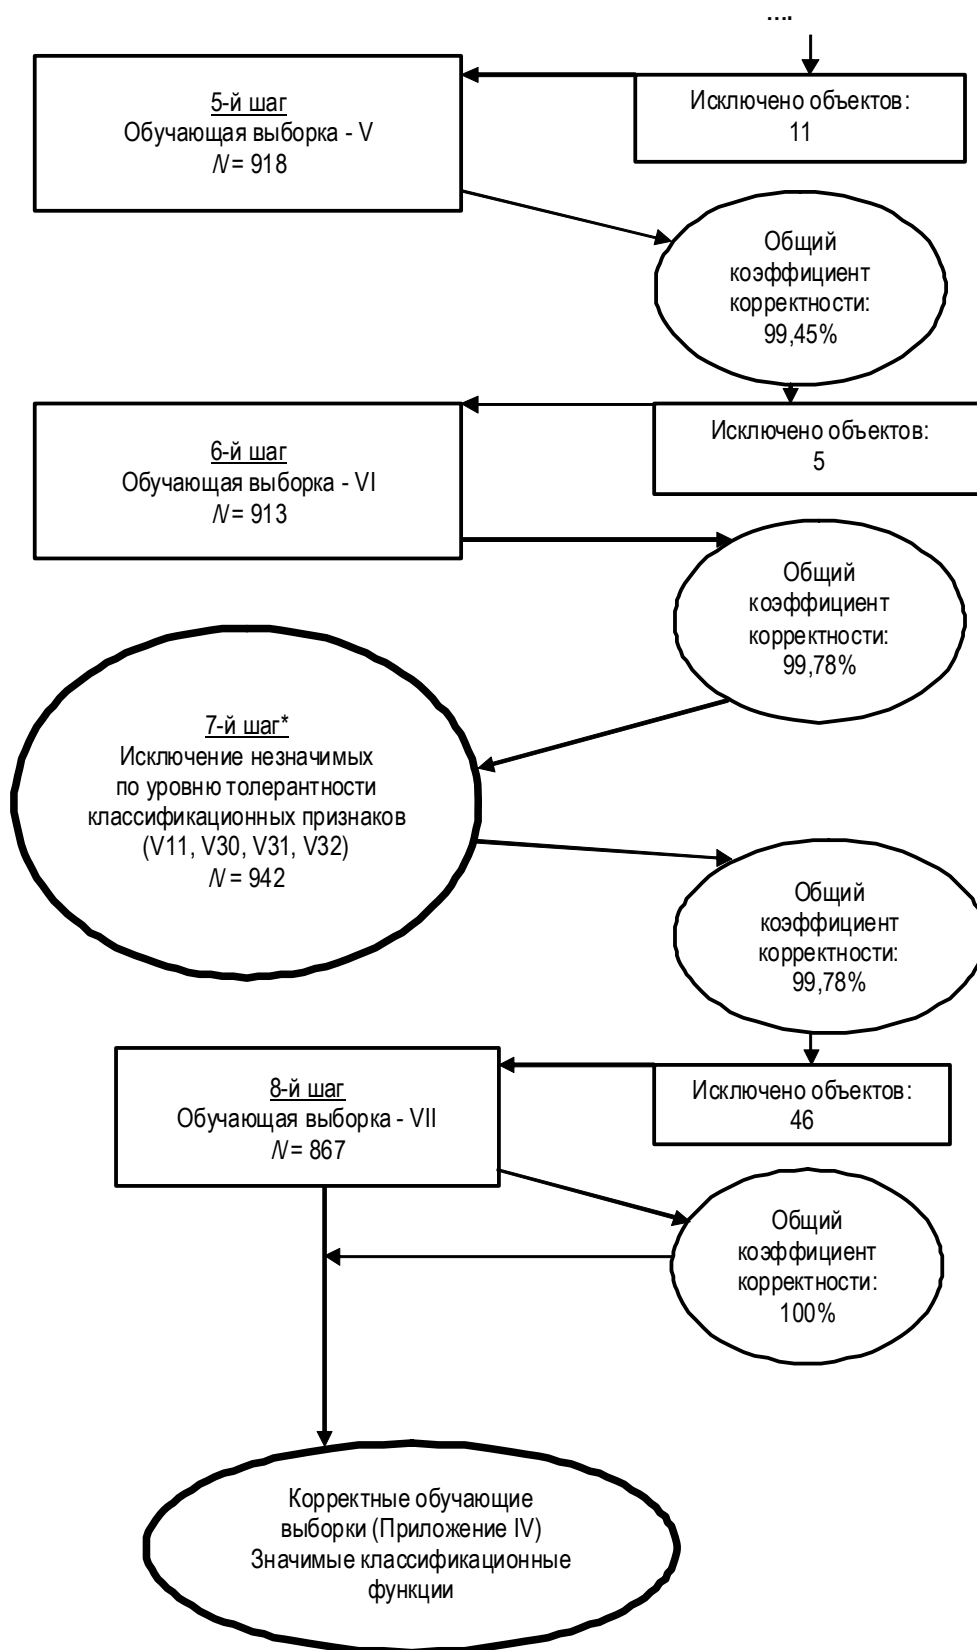 ....
Исключено объектов:
11
5-й шаг
Обучающая выборка - V
N = 918
Общий
коэффициент
корректности:
99,45%
Исключено объектов:
5
6-й шаг
Обучающая выборка - VI
N = 913
Общий
коэффициент
корректности:
99,78%
7-й шаг*
Исключение незначимых
по уровню толерантности
классификационных признаков
(V11, V30, V31, V32)
N = 942
Общий
коэффициент
корректности:
99,78%
Исключено объектов:
46
8-й шаг
Обучающая выборка - VII
N = 867
Общий
коэффициент
корректности:
100%
Корректные обучающие
выборки (Приложение IV)
Значимые классификационные
функции